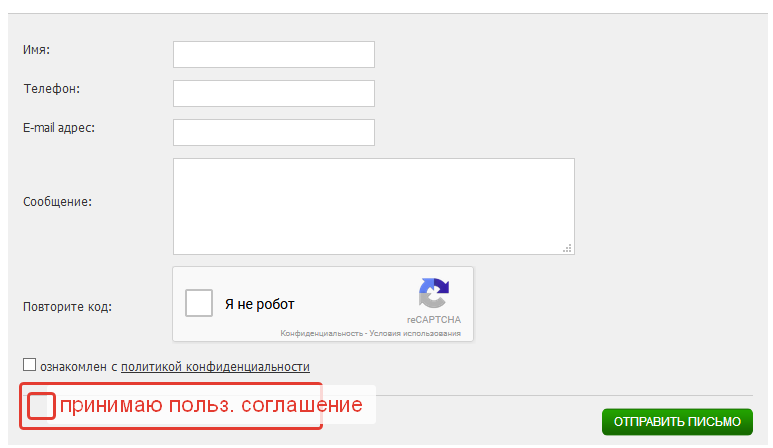 Имя:
Телефон:
E-mail адрес:
Сообщение:
Повторите код:
Я не робот
reCAPTCHA
Конфиденциальность - Условия использования
ознакомлен с политикой конфиденциальности
принимаю польз. соглашение
ОТПРАВИТЬ ПИСЬМО